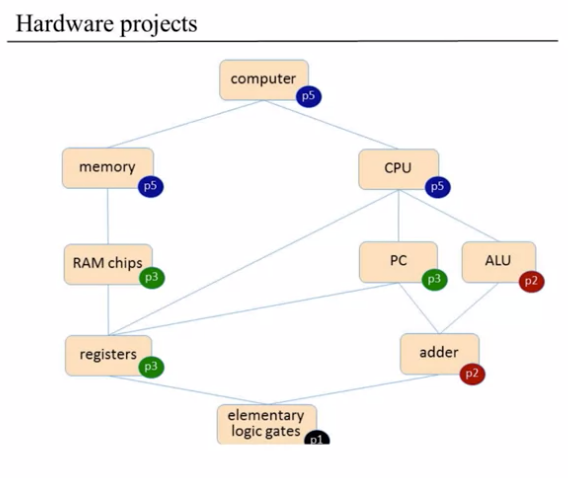 Hardware projects
computer
p5
memory
p5
CPU
p5
RAM chips
p3
PC
p3
ALU
p2
registers
p3
adder
p2
elementary
logic gates
p1